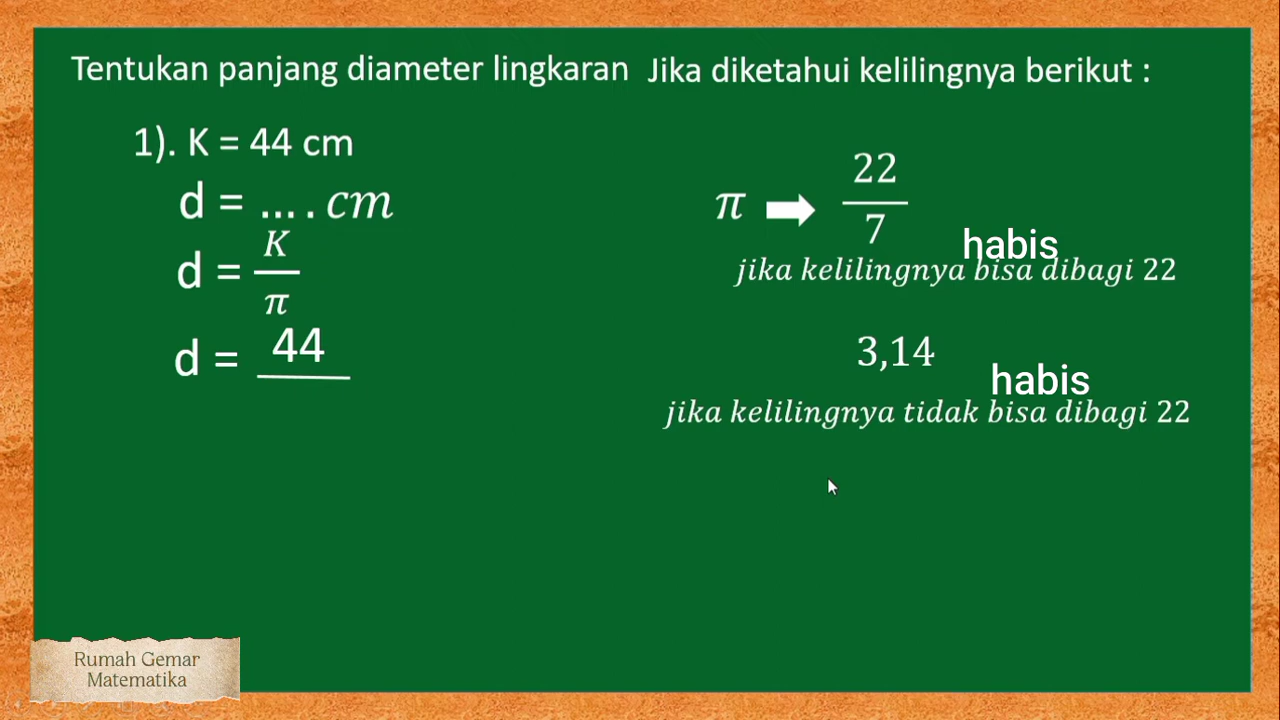 Tentukan panjang diameter lingkaran Jika diketahui kelilingnya berikut :
1). K = 44 cm
d = ... . cm
d = K/π
d = 44
π ➡ 22/7
habis
jika kelilingnya bisa dibagi 22
3,14
habis
jika kelilingnya tidak bisa dibagi 22
Rumah Gemar
Matematika